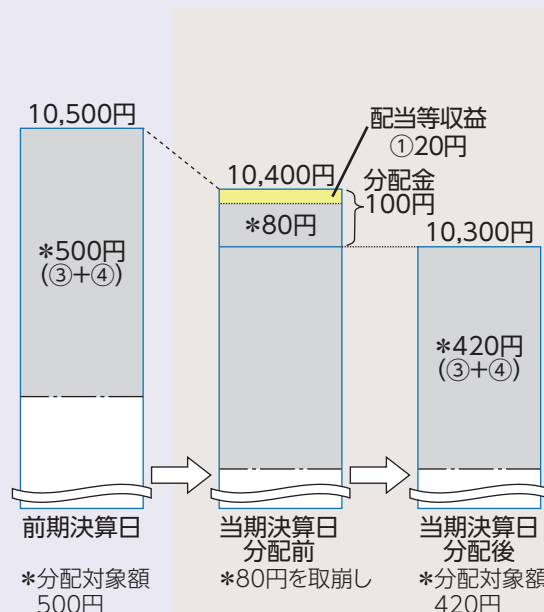 10,500円
配当等収益
①20円
10,400円
分配金
100円
*80円
10,300円
*500円
(③+④)
*420円
(③+④)
前期決算日
当期決算日
分配前
当期決算日
分配後
*分配対象額
500円
*80円を取崩し
*分配対象額
420円